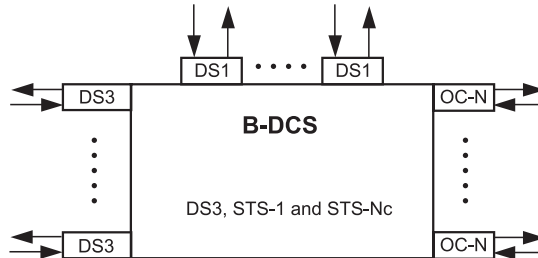 DS1 DS1
DS3 OC-N
B-DCS
DS3, STS-1 and STS-Nc
DS3 OC-N